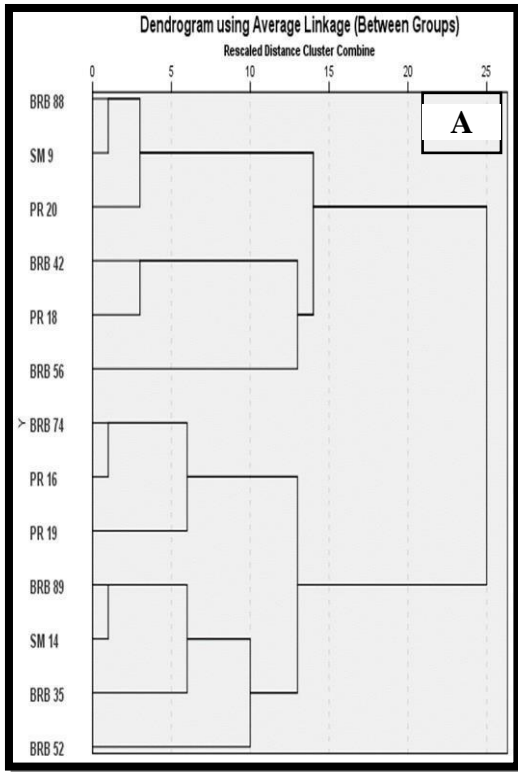 Dendrogram using Average Linkage (Between Groups)
Rescaled Distance Cluster Combine
0 5 10 15 20 25
A
BRB 88
SM 9
PR 20
BRB 42
PR 18
BRB 56
Y BRB 74
PR 16
PR 19
BRB 89
SM 14
BRB 35
BRB 52